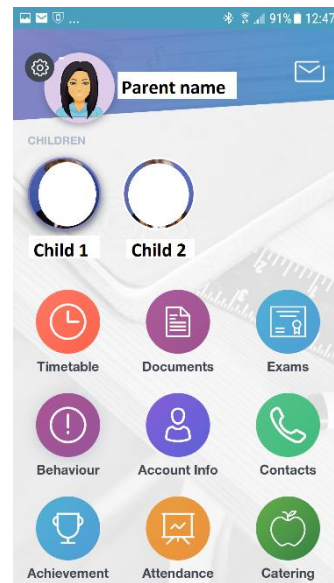 ... 91% 12:47
Parent name
CHILDREN
Child 1 Child 2
Timetable Documents Exams
Behaviour Account Info Contacts
Achievement Attendance Catering